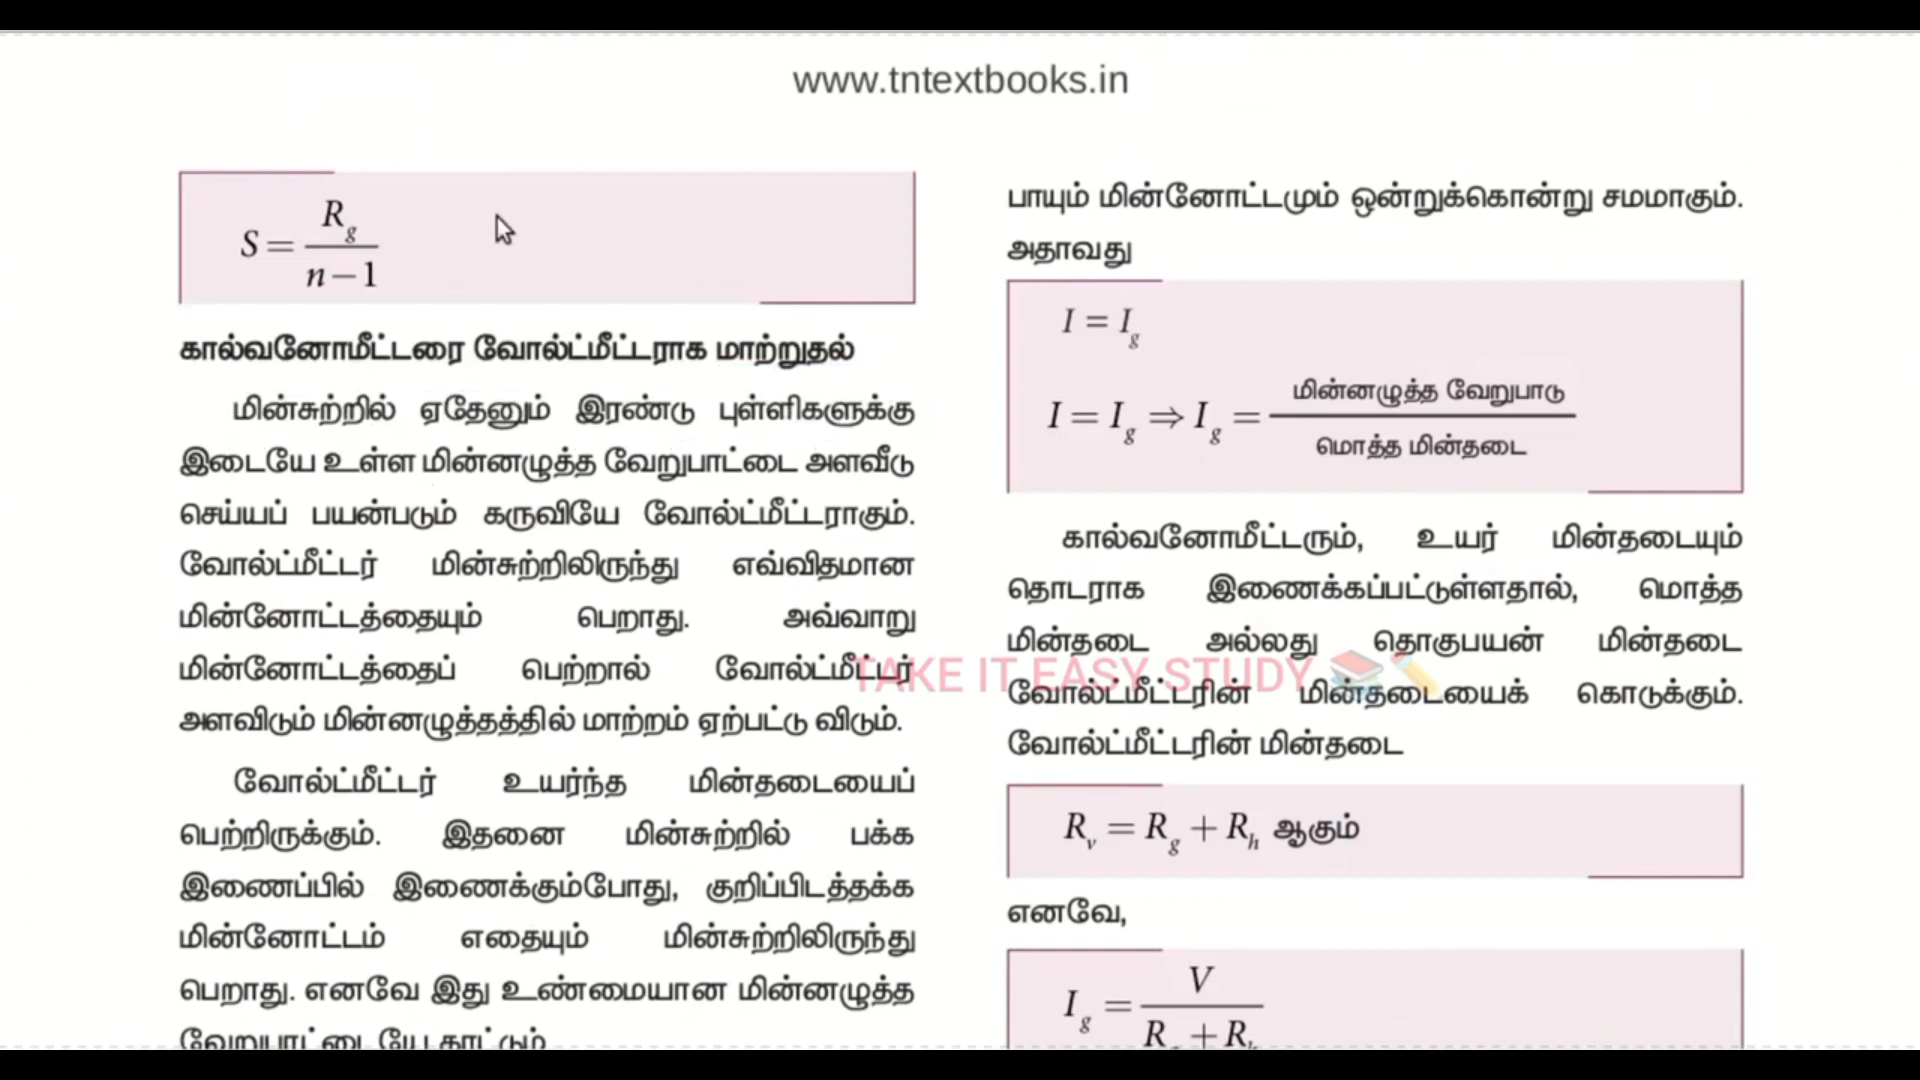 www.tntextbooks.in
S = R_g / (n − 1)
கால்வனோமீட்டரை வோல்ட்மீட்டராக மாற்றுதல்
மின்சுற்றில் ஏதேனும் இரண்டு புள்ளிகளுக்கு
இடையே உள்ள மின்னழுத்த வேறுபாட்டை அளவீடு
செய்யப் பயன்படும் கருவியே வோல்ட்மீட்டராகும்.
வோல்ட்மீட்டர் மின்சுற்றிலிருந்து எவ்விதமான
மின்னோட்டத்தையும் பெறாது. அவ்வாறு
மின்னோட்டத்தைப் பெற்றால் வோல்ட்மீட்டர்
அளவிடும் மின்னழுத்தத்தில் மாற்றம் ஏற்பட்டு விடும்.
வோல்ட்மீட்டர் உயர்ந்த மின்தடையைப்
பெற்றிருக்கும். இதனை மின்சுற்றில் பக்க
இணைப்பில் இணைக்கும்போது, குறிப்பிடத்தக்க
மின்னோட்டம் எதையும் மின்சுற்றிலிருந்து
பெறாது. எனவே இது உண்மையான மின்னழுத்த
வேறுபாட்டையே காட்டும்
பாயும் மின்னோட்டமும் ஒன்றுக்கொன்று சமமாகும்.
அதாவது
I = I_g
I = I_g ⇒ I_g = மின்னழுத்த வேறுபாடு / மொத்த மின்தடை
கால்வனோமீட்டரும், உயர் மின்தடையும்
தொடராக இணைக்கப்பட்டுள்ளதால், மொத்த
மின்தடை அல்லது தொகுபயன் மின்தடை
வோல்ட்மீட்டரின் மின்தடையைக் கொடுக்கும்.
வோல்ட்மீட்டரின் மின்தடை
R_v = R_g + R_h ஆகும்
எனவே,
I_g = V / (R_g + R_h)
TAKE IT EASY STUDY